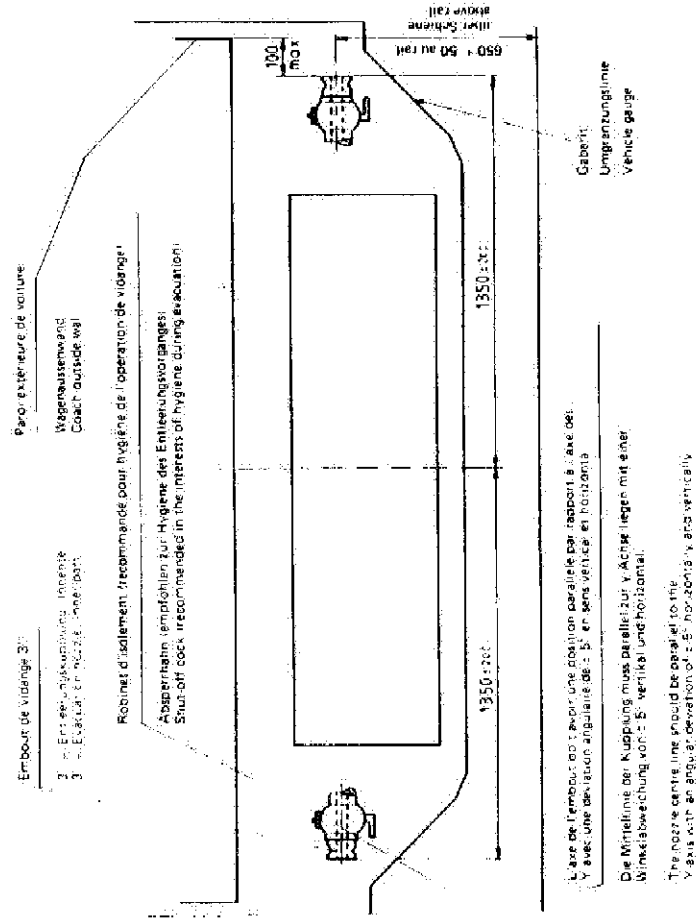 Embout de vidange 3"
3" - Entleerungskupplung, Innenteil
3" - Evacuation nozzle, inner part
Paroi extérieure de voiture
Wagenaussenwand
Coach outside wall
Robinet d'isolement (recommandé pour hygiène de l'operation de vidange)
Absperrhahn (empfohlen zur Hygiene des Entleerungsvorganges)
Shut-off cock (recommended in the interests of hygiene during evacuation)
100
max
650 + 50 au rail
über Schiene
above rail
1350
1350
Gabarit
Umgrenzungslinie
Vehicle gauge
L'axe de l'embout doit avoir une position parallèle par rapport à l'axe des
Y avec une déviation angulaire de ± 5° en sens vertical et horizontal
Die Mittellinie der Kupplung muss parallel zur y-Achse liegen mit einer
Winkelabweichung von ± 5° vertikal und horizontal
The nozzle centre line should be parallel to the
Y-axis with an angular deviation of ± 5° horizontally and vertically